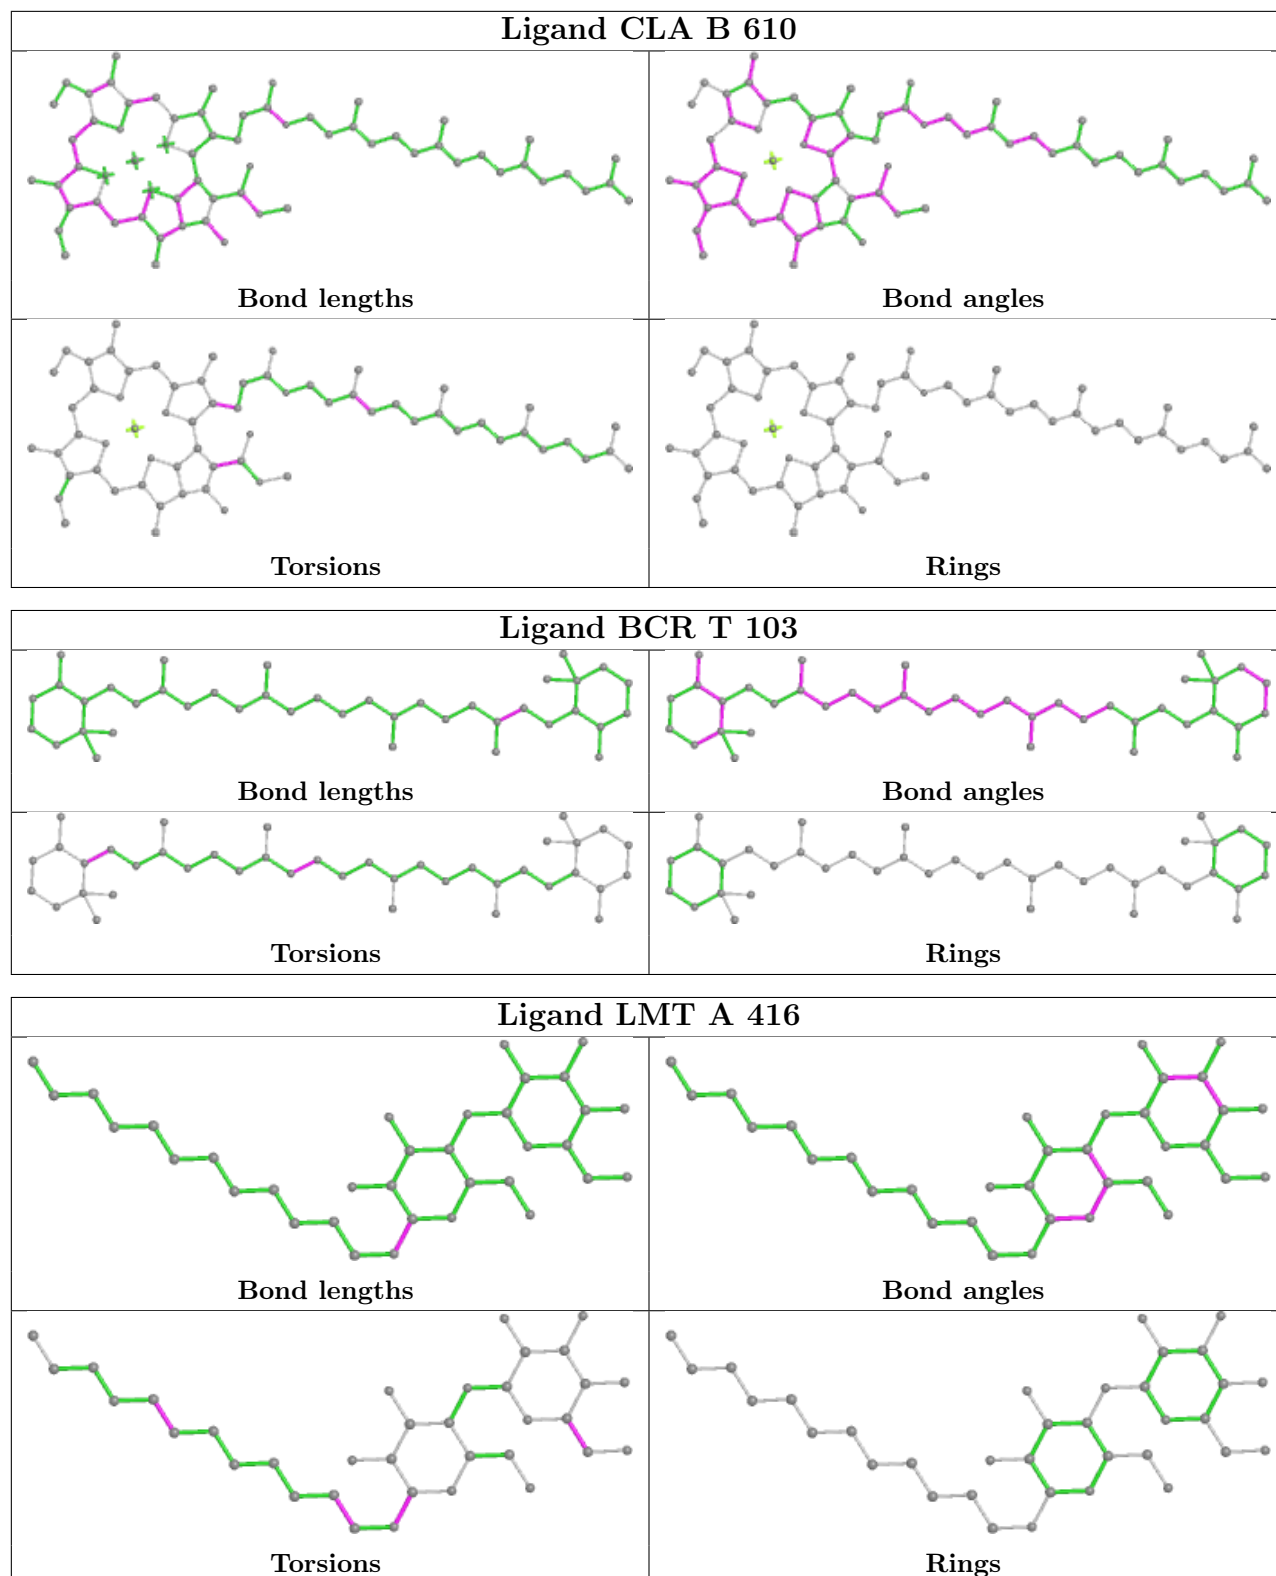 Ligand CLA B 610
Bond lengths
Bond angles
Torsions
Rings
Ligand BCR T 103
Bond lengths
Bond angles
Torsions
Rings
Ligand LMT A 416
Bond lengths
Bond angles
Torsions
Rings